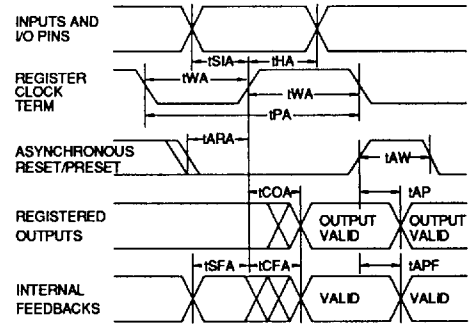 INPUTS AND
I/O PINS
tSIA
tHA
REGISTER
CLOCK
TERM
tWA
tWA
tPA
ASYNCHRONOUS
RESET/PRESET
tARA
tAW
REGISTERED
OUTPUTS
tCOA
tAP
OUTPUT
VALID
OUTPUT
VALID
INTERNAL
FEEDBACKS
tSFA
tCFA
tAPF
VALID
VALID